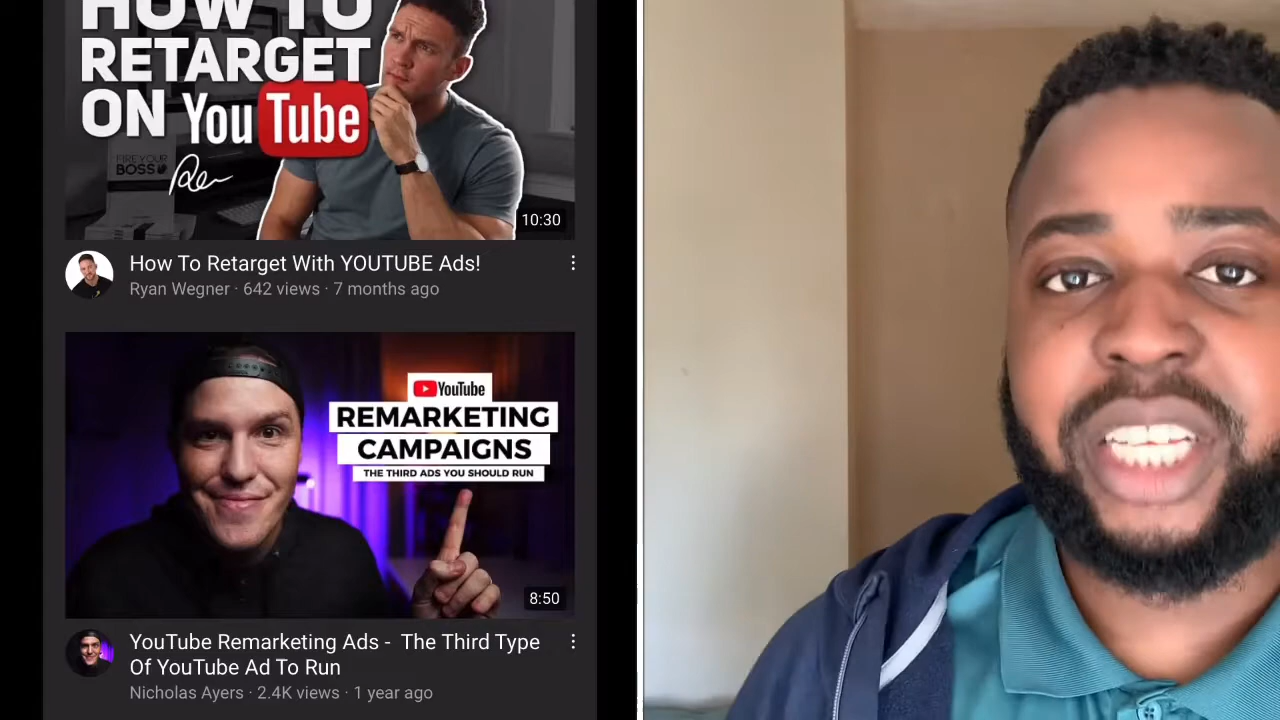 HOW TO
RETARGET
ON YouTube
FIRE YOUR
BOSS
10:30
How To Retarget With YOUTUBE Ads!
Ryan Wegner · 642 views · 7 months ago
YouTube
REMARKETING
CAMPAIGNS
THE THIRD ADS YOU SHOULD RUN
8:50
YouTube Remarketing Ads - The Third Type
Of YouTube Ad To Run
Nicholas Ayers · 2.4K views · 1 year ago